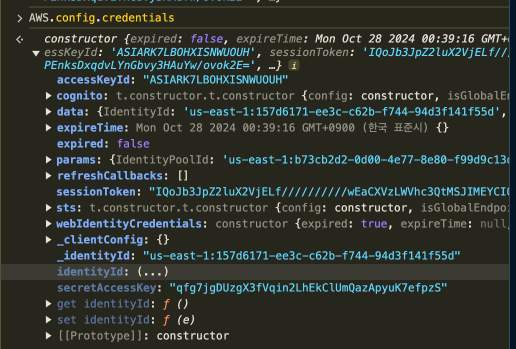 AWS.config.credentials
constructor {expired: false, expireTime: Mon Oct 28 2024 00:39:16 GMT+0
essKeyId: 'ASIARK7LBOHXISNWUOUH', sessionToken: 'IQoJb3JpZ2luX2VjELf//
PEnksDxqdvLYnGbvy3HAuYw/ovok2E=', …} i
accessKeyId: "ASIARK7LBOHXISNWUOUH"
cognito: t.constructor.t.constructor {config: constructor, isGlobalEndp
data: {IdentityId: 'us-east-1:157d6171-ee3c-c62b-f744-94d3f141f55d',
expireTime: Mon Oct 28 2024 00:39:16 GMT+0900 (한국 표준시) {}
expired: false
params: {IdentityPoolId: 'us-east-1:b73cb2d2-0d00-4e77-8e80-f99d9c13d
refreshCallbacks: []
sessionToken: "IQoJb3JpZ2luX2VjELf//////////wEaCXVzLWVhc3QtMSJIMEYCIQ
sts: t.constructor.t.constructor {config: constructor, isGlobalEndpoi
webIdentityCredentials: constructor {expired: true, expireTime: null,
_clientConfig: {}
_identityId: "us-east-1:157d6171-ee3c-c62b-f744-94d3f141f55d"
identityId: (...)
secretAccessKey: "qfg7jgDUzgX3fVqin2LhEkClUmQazApyuK7efpzS"
get identityId: ƒ ()
set identityId: ƒ (e)
[[Prototype]]: constructor